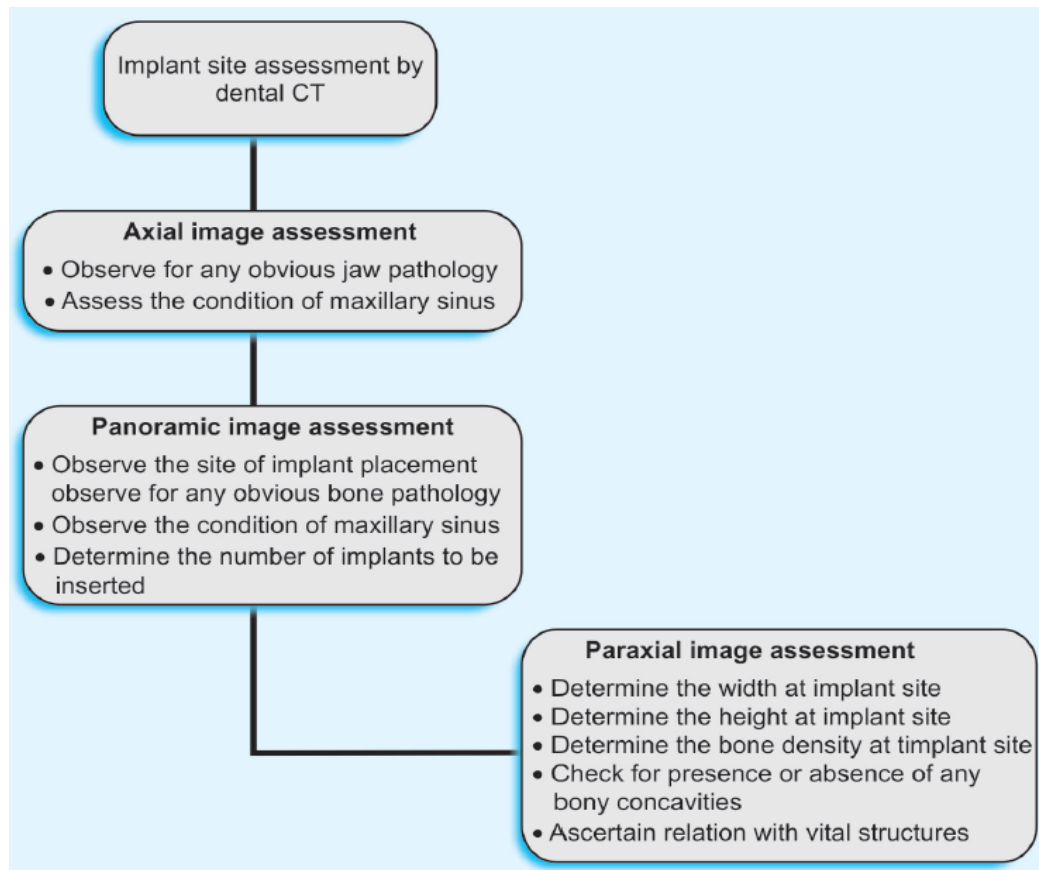 Implant site assessment by
dental CT
Axial image assessment
• Observe for any obvious jaw pathology
• Assess the condition of maxillary sinus
Panoramic image assessment
• Observe the site of implant placement
observe for any obvious bone pathology
• Observe the condition of maxillary sinus
• Determine the number of implants to be
inserted
Paraxial image assessment
• Determine the width at implant site
• Determine the height at implant site
• Determine the bone density at timplant site
• Check for presence or absence of any
bony concavities
• Ascertain relation with vital structures